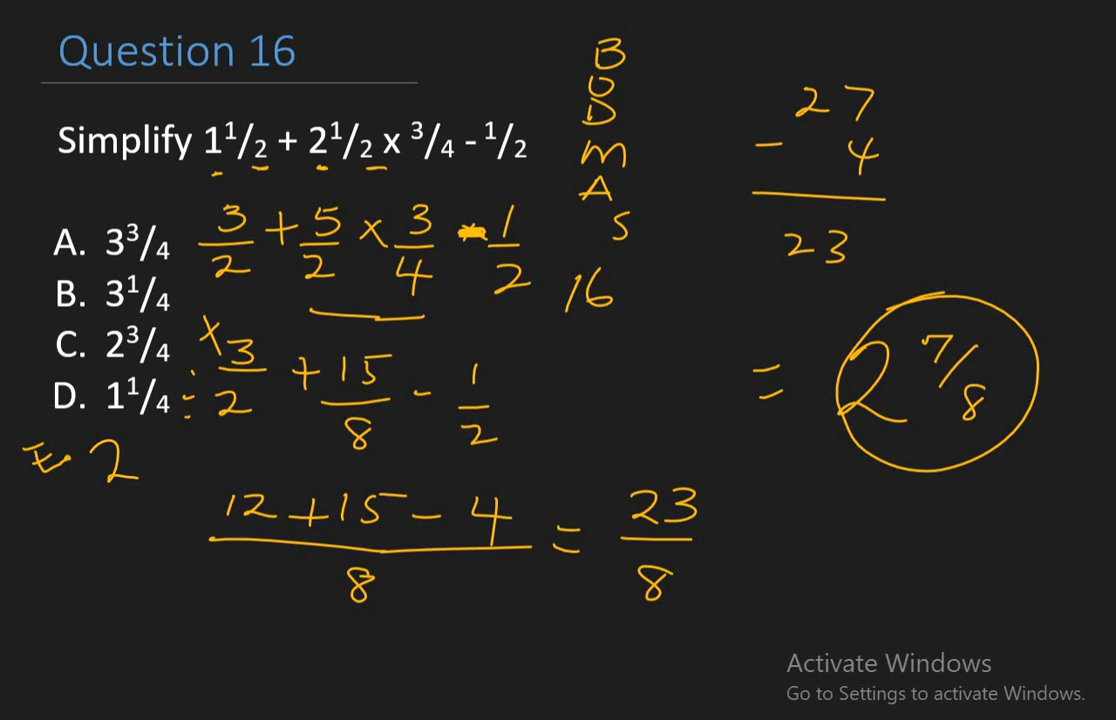 Question 16
Simplify 1¹/₂ + 2¹/₂ x ³/₄ - ¹/₂
A. 3³/₄
B. 3¹/₄
C. 2³/₄
D. 1¹/₄
3/2 + 5/2 × 3/4 - 1/2
3/2 + 15/8 - 1/2
E. 2
12 + 15 - 4 / 8 = 23/8
B
O
D
M
A
S
16
27
- 4
23
= 2 7/8
Activate Windows
Go to Settings to activate Windows.